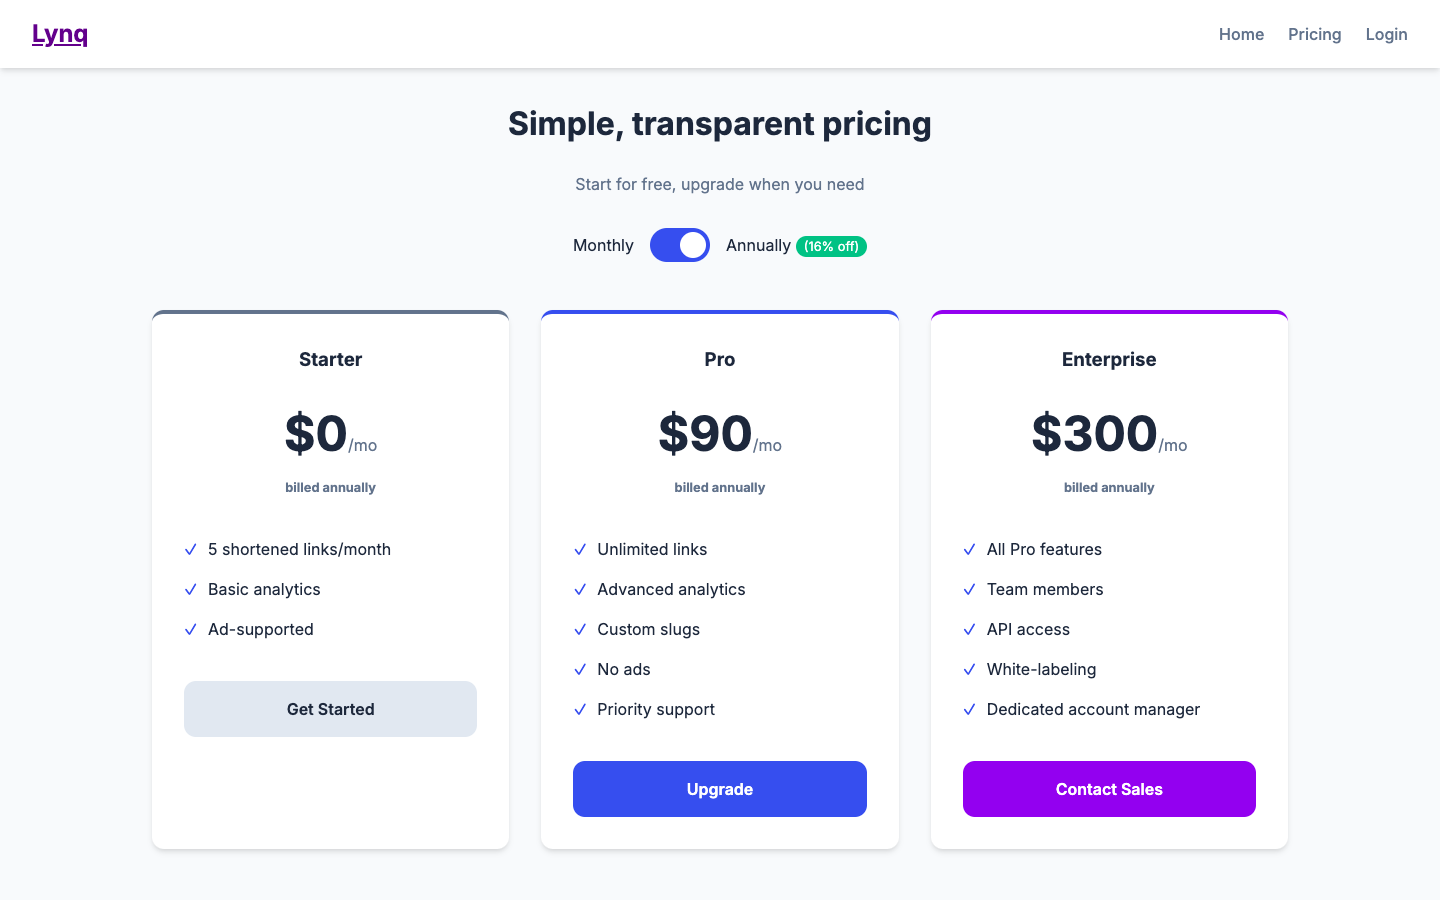 Lynq
Home Pricing Login
Simple, transparent pricing
Start for free, upgrade when you need
Monthly Annually (16% off)
Starter
$0/mo
billed annually
5 shortened links/month
Basic analytics
Ad-supported
Get Started
Pro
$90/mo
billed annually
Unlimited links
Advanced analytics
Custom slugs
No ads
Priority support
Upgrade
Enterprise
$300/mo
billed annually
All Pro features
Team members
API access
White-labeling
Dedicated account manager
Contact Sales